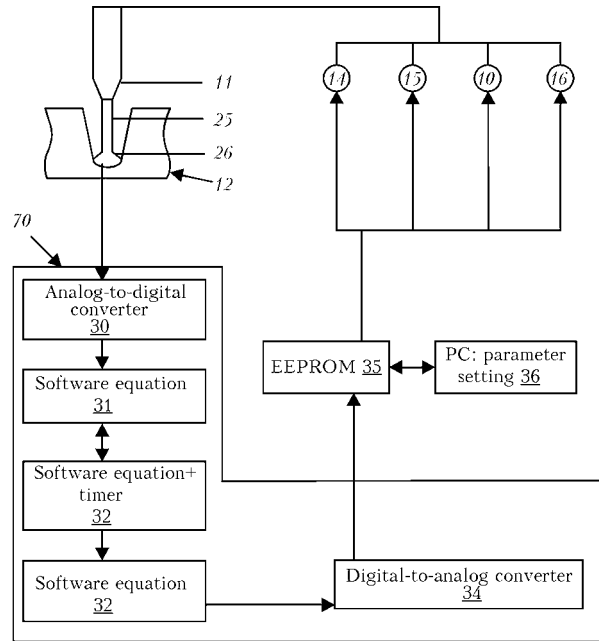 14
15
10
16
11
25
26
12
70
Analog-to-digital
converter
30
Software equation
31
EEPROM 35
PC: parameter
setting 36
Software equation+
timer
32
Software equation
32
Digital-to-analog converter
34